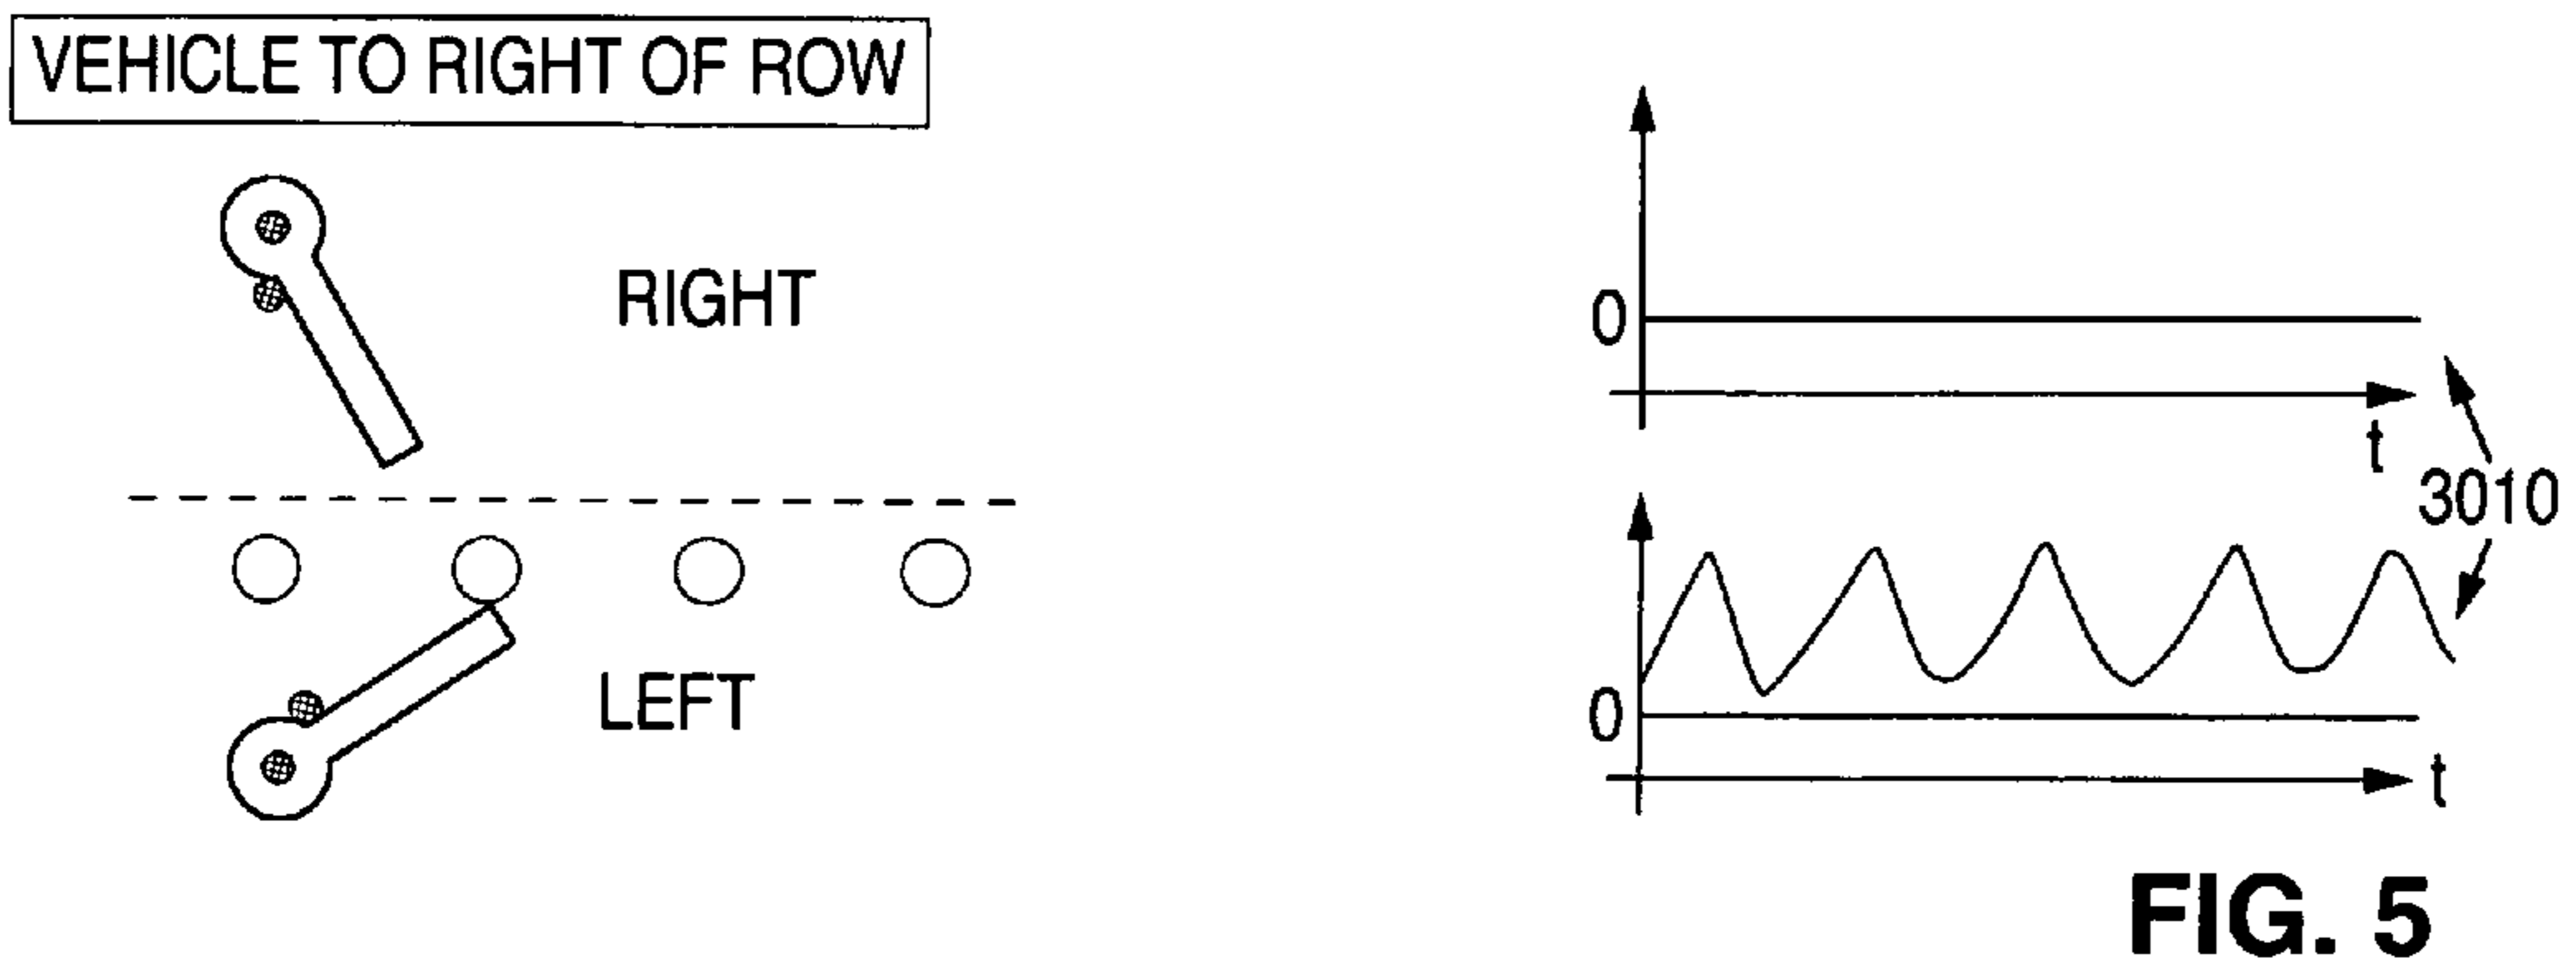 VEHICLE TO RIGHT OF ROW
RIGHT
0
t
3010
LEFT
0
t
FIG. 5